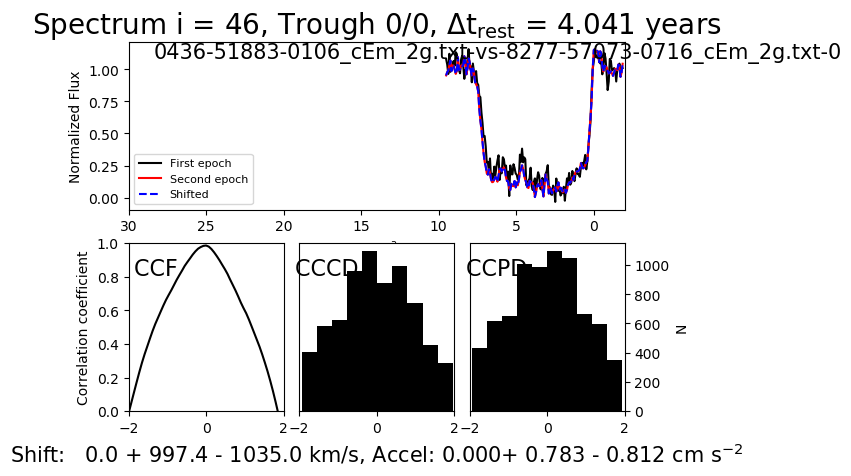 Spectrum i = 46, Trough 0/0, Δt_rest = 4.041 years
0436-51883-0106_cEm_2g.txt-vs-8277-57073-0716_cEm_2g.txt-0
Normalized Flux
1.00
0.75
0.50
0.25
0.00
First epoch
Second epoch
Shifted
30 25 20 15 10 5 0
Correlation coefficient
1.0
0.8
0.6
0.4
0.2
0.0
CCF
CCCD
CCPD
1000
800
600
400
200
0
N
−2 0 2
−2 0 2
−2 0 2
Shift: 0.0 + 997.4 - 1035.0 km/s, Accel: 0.000+ 0.783 - 0.812 cm s⁻²